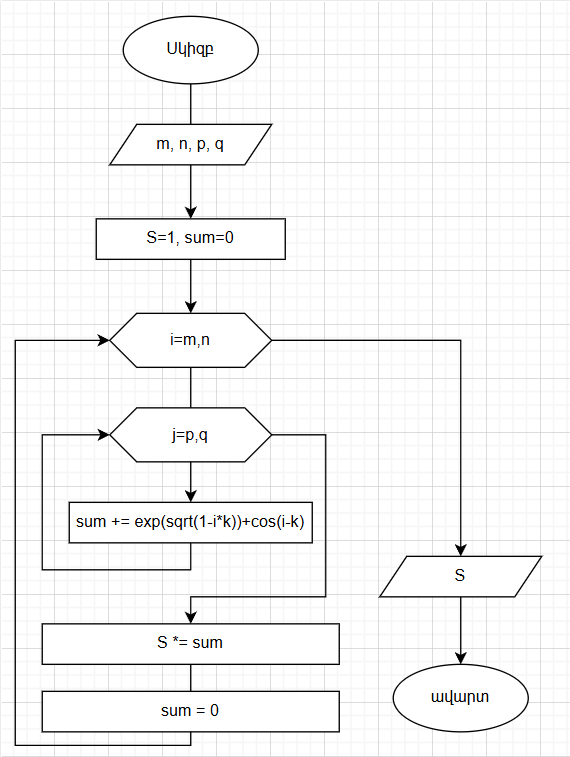 Սկիզբ
m, n, p, q
S=1, sum=0
i=m,n
j=p,q
sum += exp(sqrt(1-i*k))+cos(i-k)
S *= sum
sum = 0
S
ավարտ